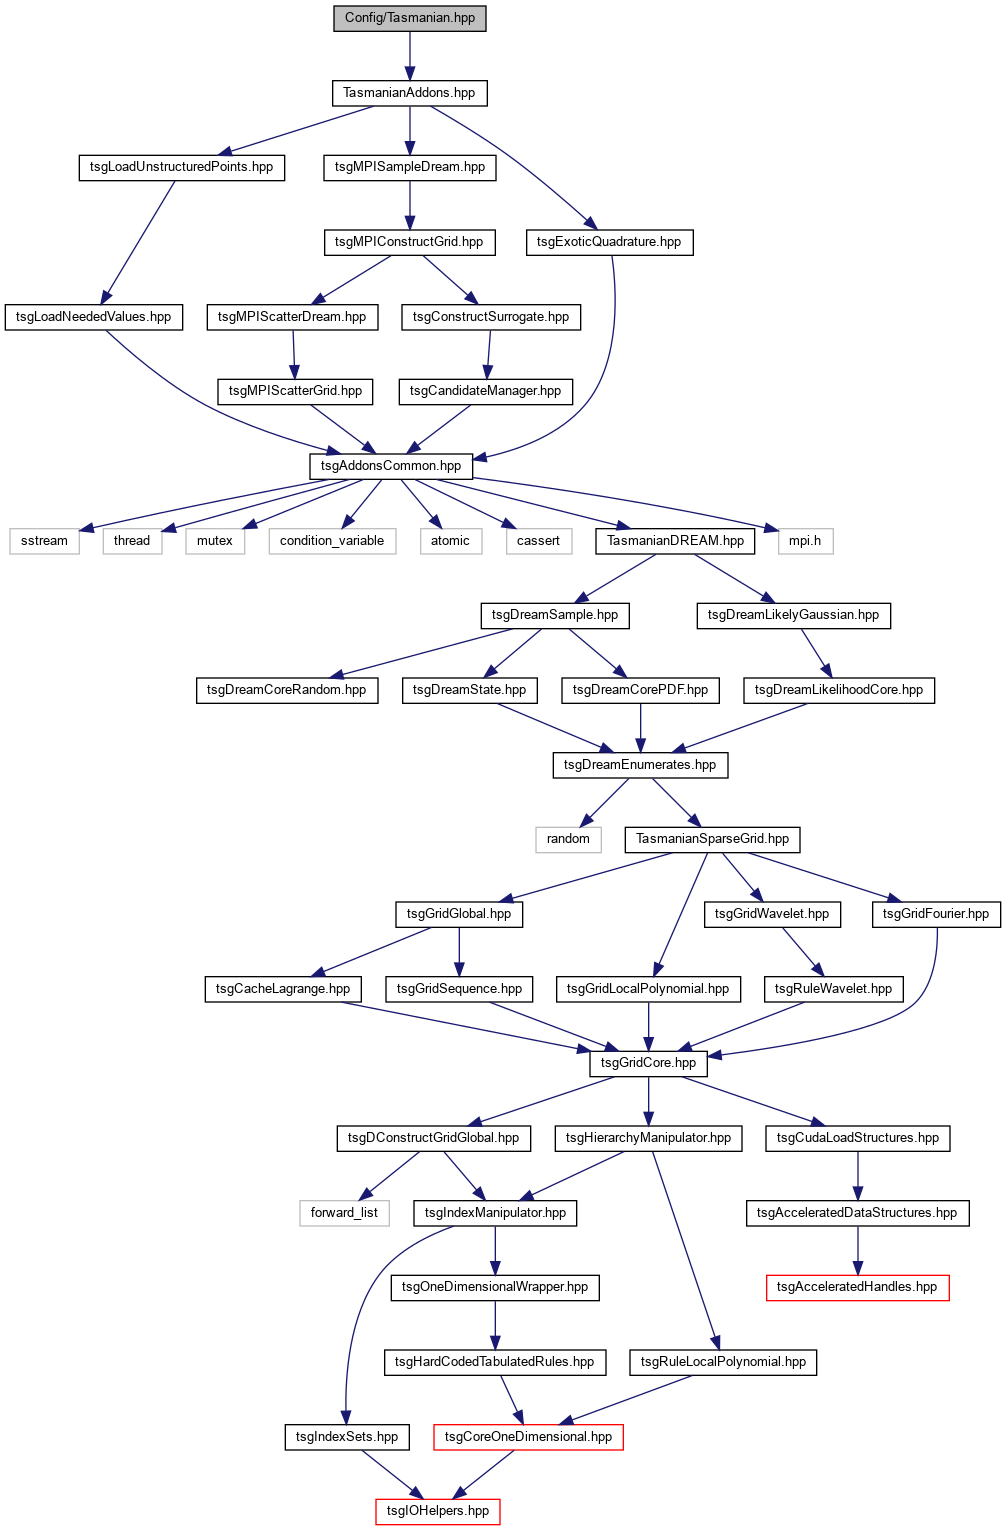 Config/Tasmanian.hpp
TasmanianAddons.hpp
tsgLoadUnstructuredPoints.hpp
tsgMPISampleDream.hpp
tsgMPIConstructGrid.hpp
tsgExoticQuadrature.hpp
tsgLoadNeededValues.hpp
tsgMPIScatterDream.hpp
tsgConstructSurrogate.hpp
tsgMPIScatterGrid.hpp
tsgCandidateManager.hpp
tsgAddonsCommon.hpp
sstream
thread
mutex
condition_variable
atomic
cassert
TasmanianDREAM.hpp
mpi.h
tsgDreamSample.hpp
tsgDreamLikelyGaussian.hpp
tsgDreamCoreRandom.hpp
tsgDreamState.hpp
tsgDreamCorePDF.hpp
tsgDreamLikelihoodCore.hpp
tsgDreamEnumerates.hpp
random
TasmanianSparseGrid.hpp
tsgGridGlobal.hpp
tsgGridWavelet.hpp
tsgGridFourier.hpp
tsgCacheLagrange.hpp
tsgGridSequence.hpp
tsgGridLocalPolynomial.hpp
tsgRuleWavelet.hpp
tsgGridCore.hpp
tsgDConstructGridGlobal.hpp
tsgHierarchyManipulator.hpp
tsgCudaLoadStructures.hpp
forward_list
tsgIndexManipulator.hpp
tsgAcceleratedDataStructures.hpp
tsgOneDimensionalWrapper.hpp
tsgAcceleratedHandles.hpp
tsgHardCodedTabulatedRules.hpp
tsgRuleLocalPolynomial.hpp
tsgIndexSets.hpp
tsgCoreOneDimensional.hpp
tsgIOHelpers.hpp